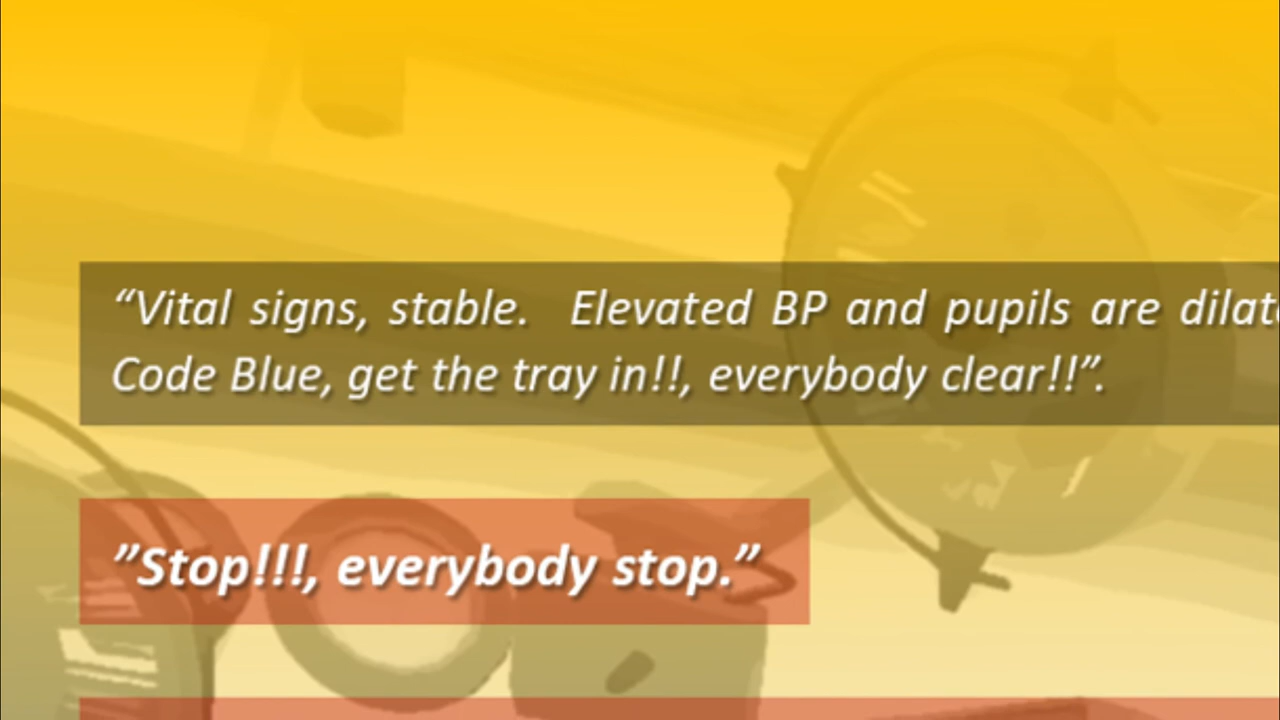 “Vital signs, stable. Elevated BP and pupils are
Code Blue, get the tray in!!, everybody clear!!”.
”Stop!!!, everybody stop.”